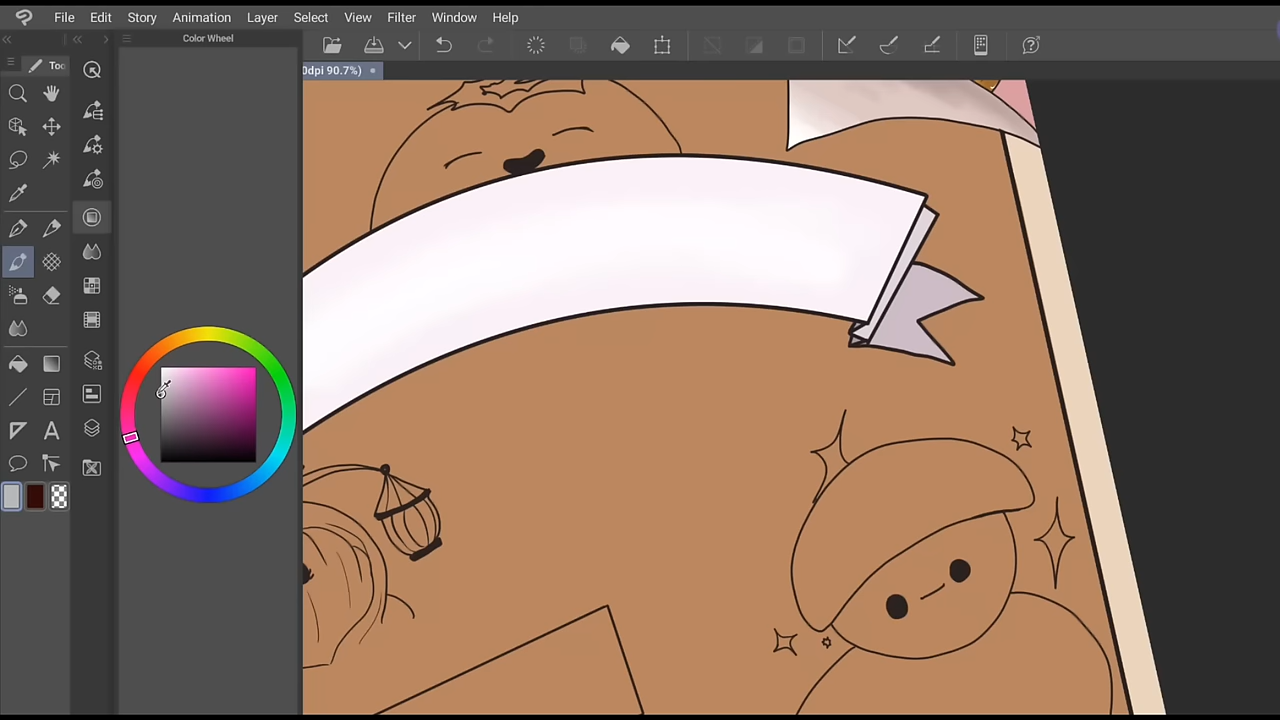 File Edit Story Animation Layer Select View Filter Window Help
Color Wheel
Too
0dpi 90.7%)